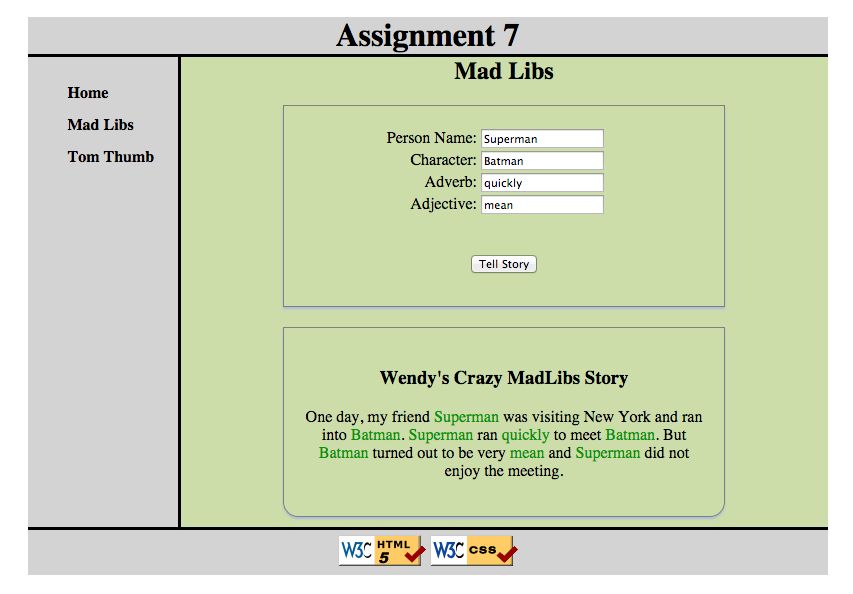 Assignment 7
Home
Mad Libs
Tom Thumb
Mad Libs
Person Name: Superman
Character: Batman
Adverb: quickly
Adjective: mean
Tell Story
Wendy's Crazy MadLibs Story
One day, my friend Superman was visiting New York and ran
into Batman. Superman ran quickly to meet Batman. But
Batman turned out to be very mean and Superman did not
enjoy the meeting.
W3C HTML 5
W3C CSS